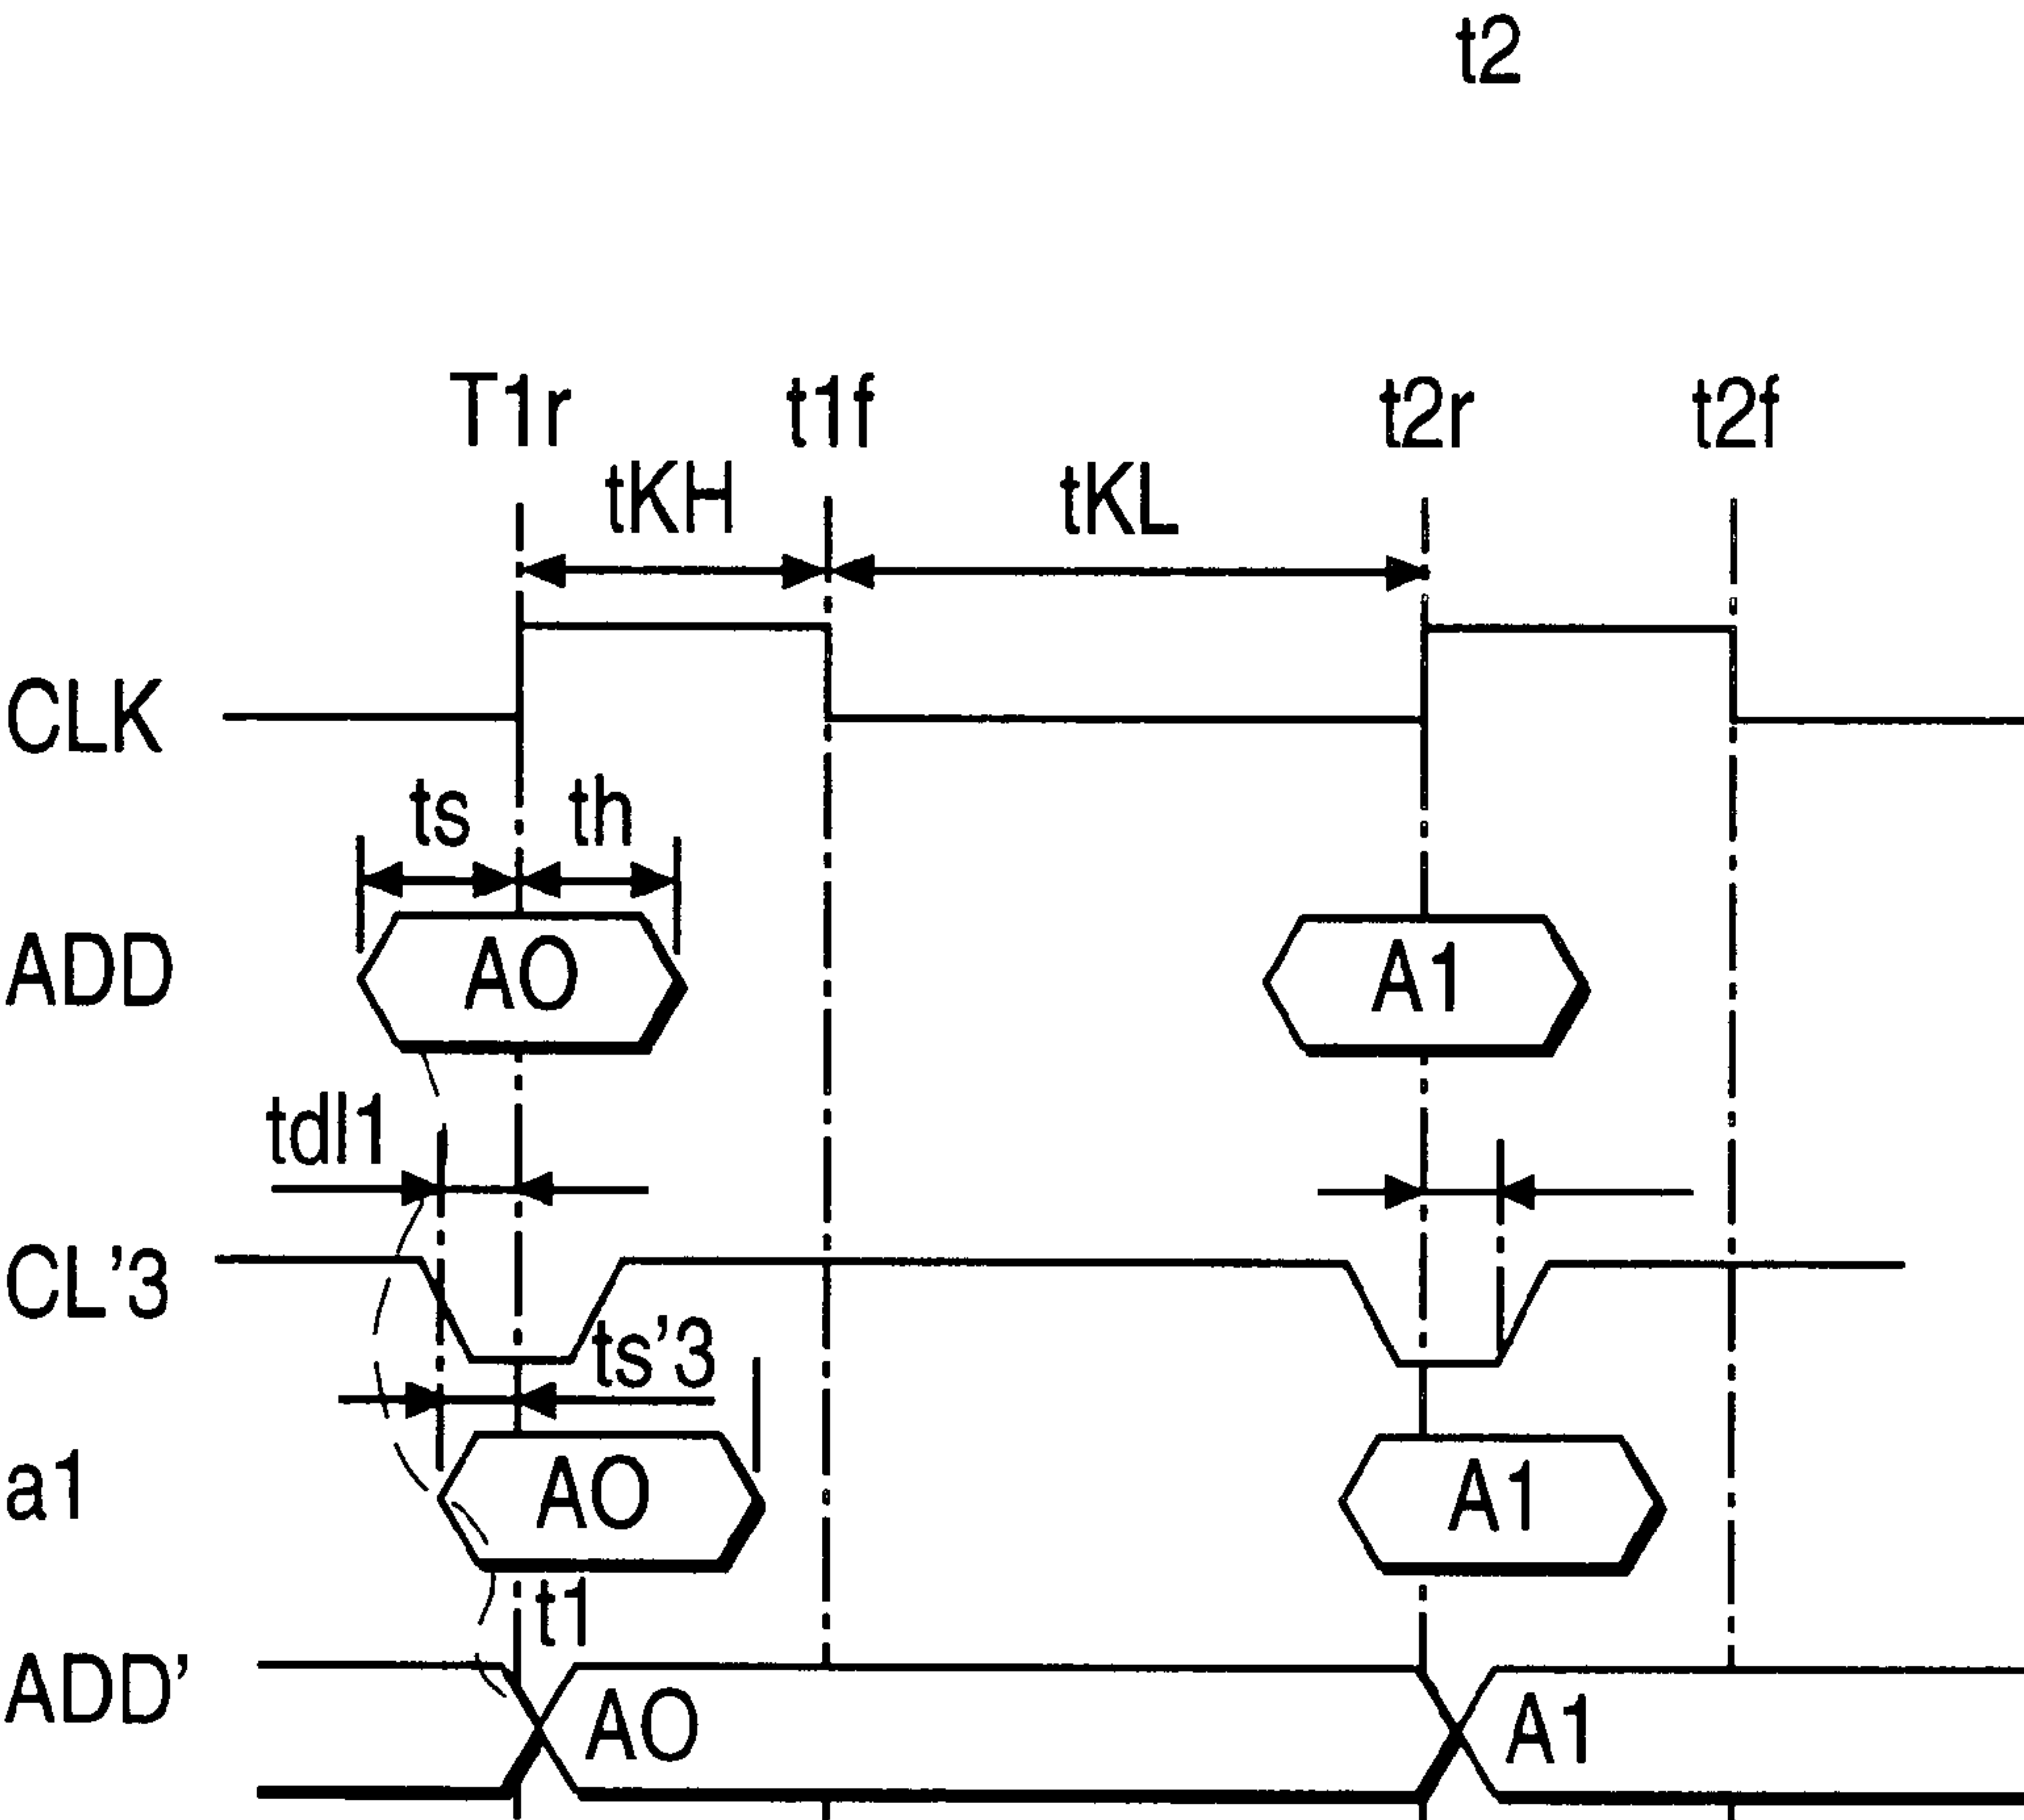 t2
T1r t1f t2r t2f
tKH tKL
CLK
ts th
ADD AO A1
tdl1
CL'3
ts'3
a1 AO A1
t1
ADD' AO A1